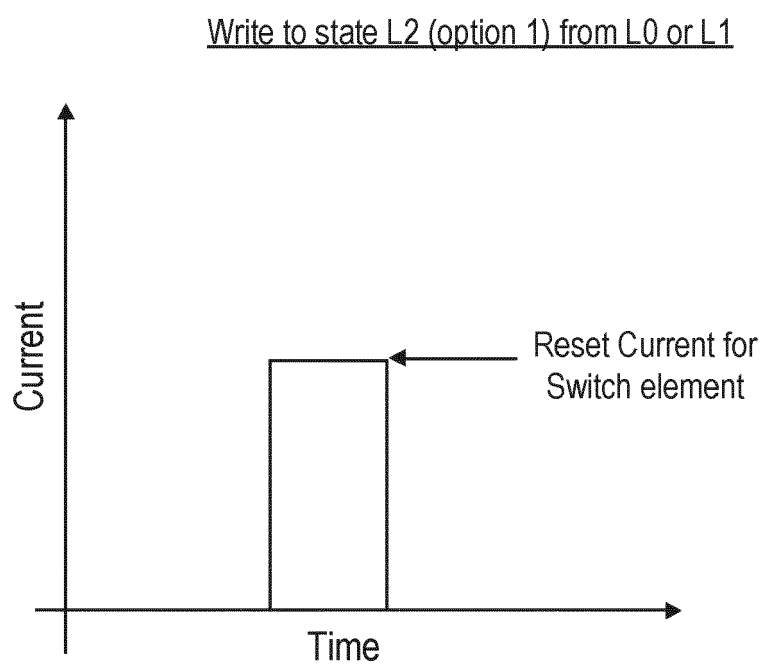 Write to state L2 (option 1) from L0 or L1
Current
Reset Current for
Switch element
Time